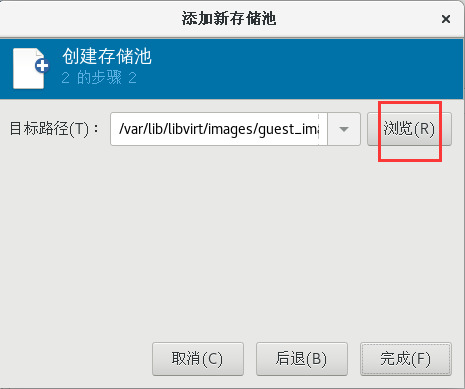 添加新存储池
创建存储池
2 的步骤 2
目标路径(T)： /var/lib/libvirt/images/guest_ima 浏览(R)
取消(C) 后退(B) 完成(F)